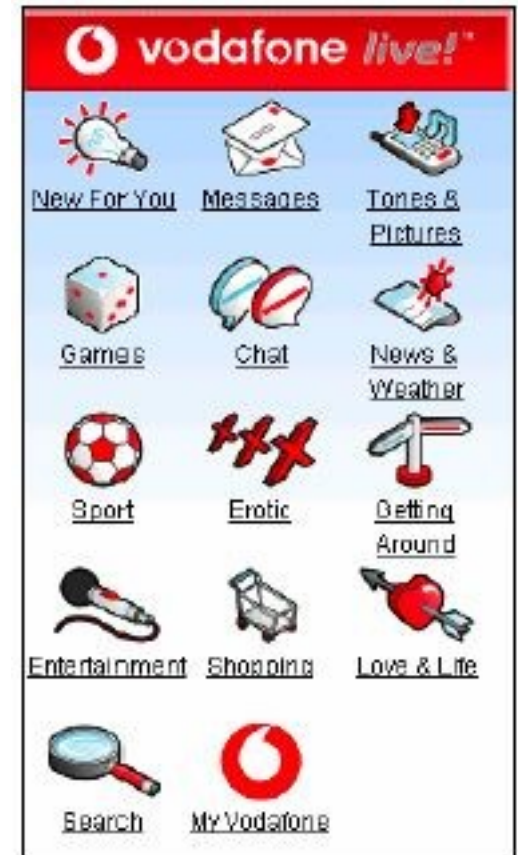 vodafone live!™
New For You Messages Tones &
Pictures
Games Chat News &
Weather
Sport Erotic Getting
Around
Entertainment Shopping Love & Life
Search My Vodafone